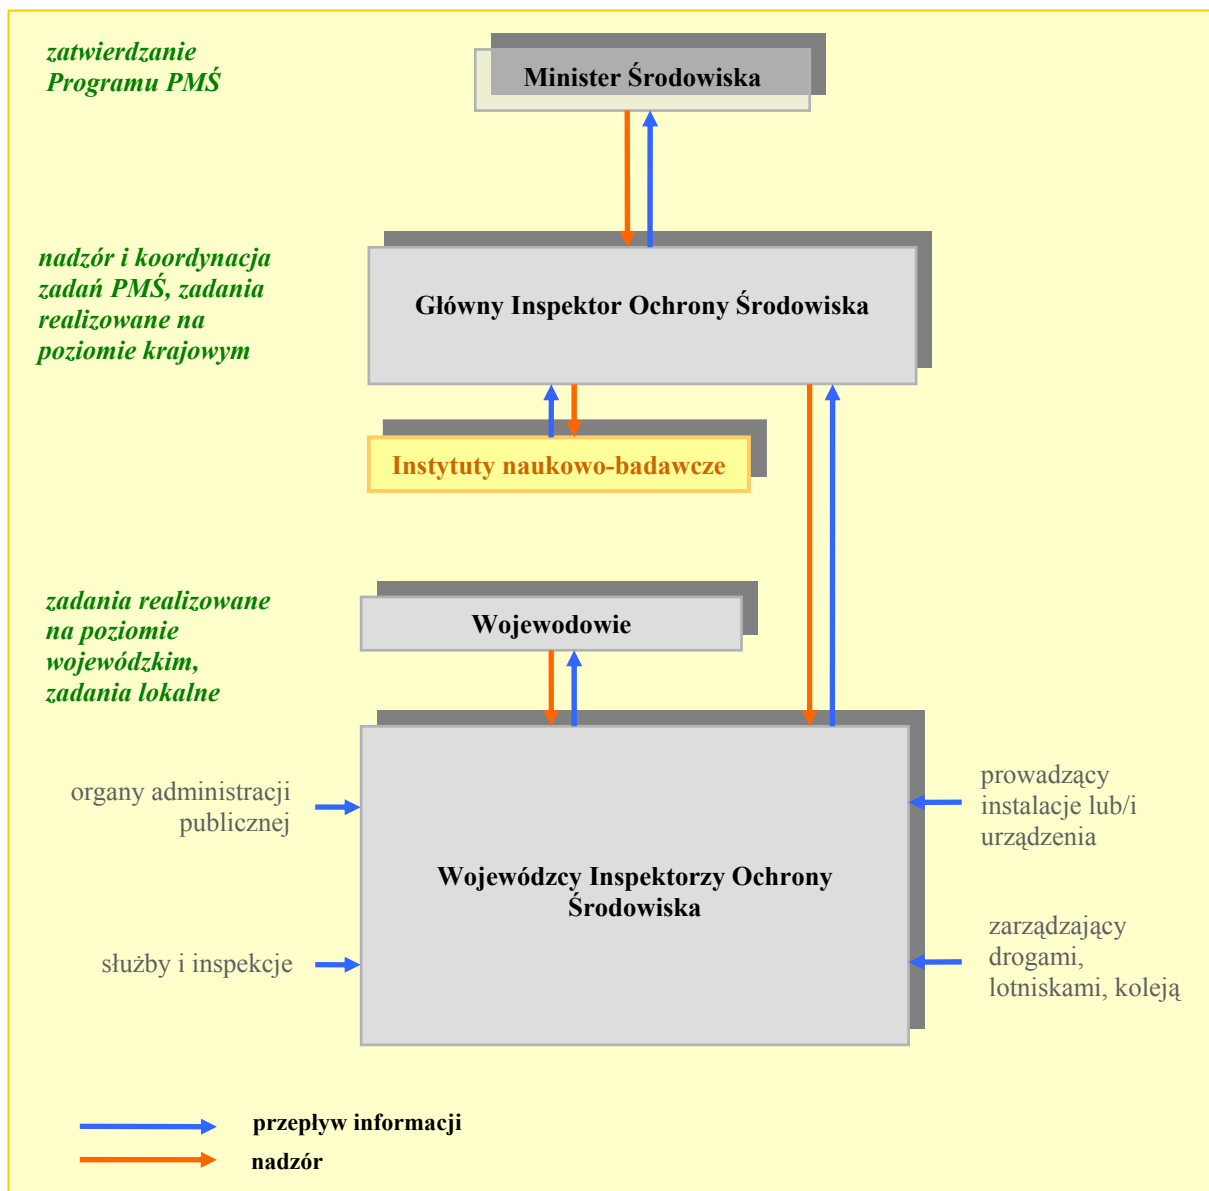 zatwierdzanie
Programu PMŚ
Minister Środowiska
nadzór i koordynacja
zadań PMŚ, zadania
realizowane na
poziomie krajowym
Główny Inspektor Ochrony Środowiska
Instytuty naukowo-badawcze
zadania realizowane
na poziomie
wojewódzkim,
zadania lokalne
Wojewodowie
organy administracji
publicznej
prowadzący
instalacje lub/i
urządzenia
Wojewódzcy Inspektorzy Ochrony
Środowiska
służby i inspekcje
zarządzający
drogami,
lotniskami, koleją
przepływ informacji
nadzór